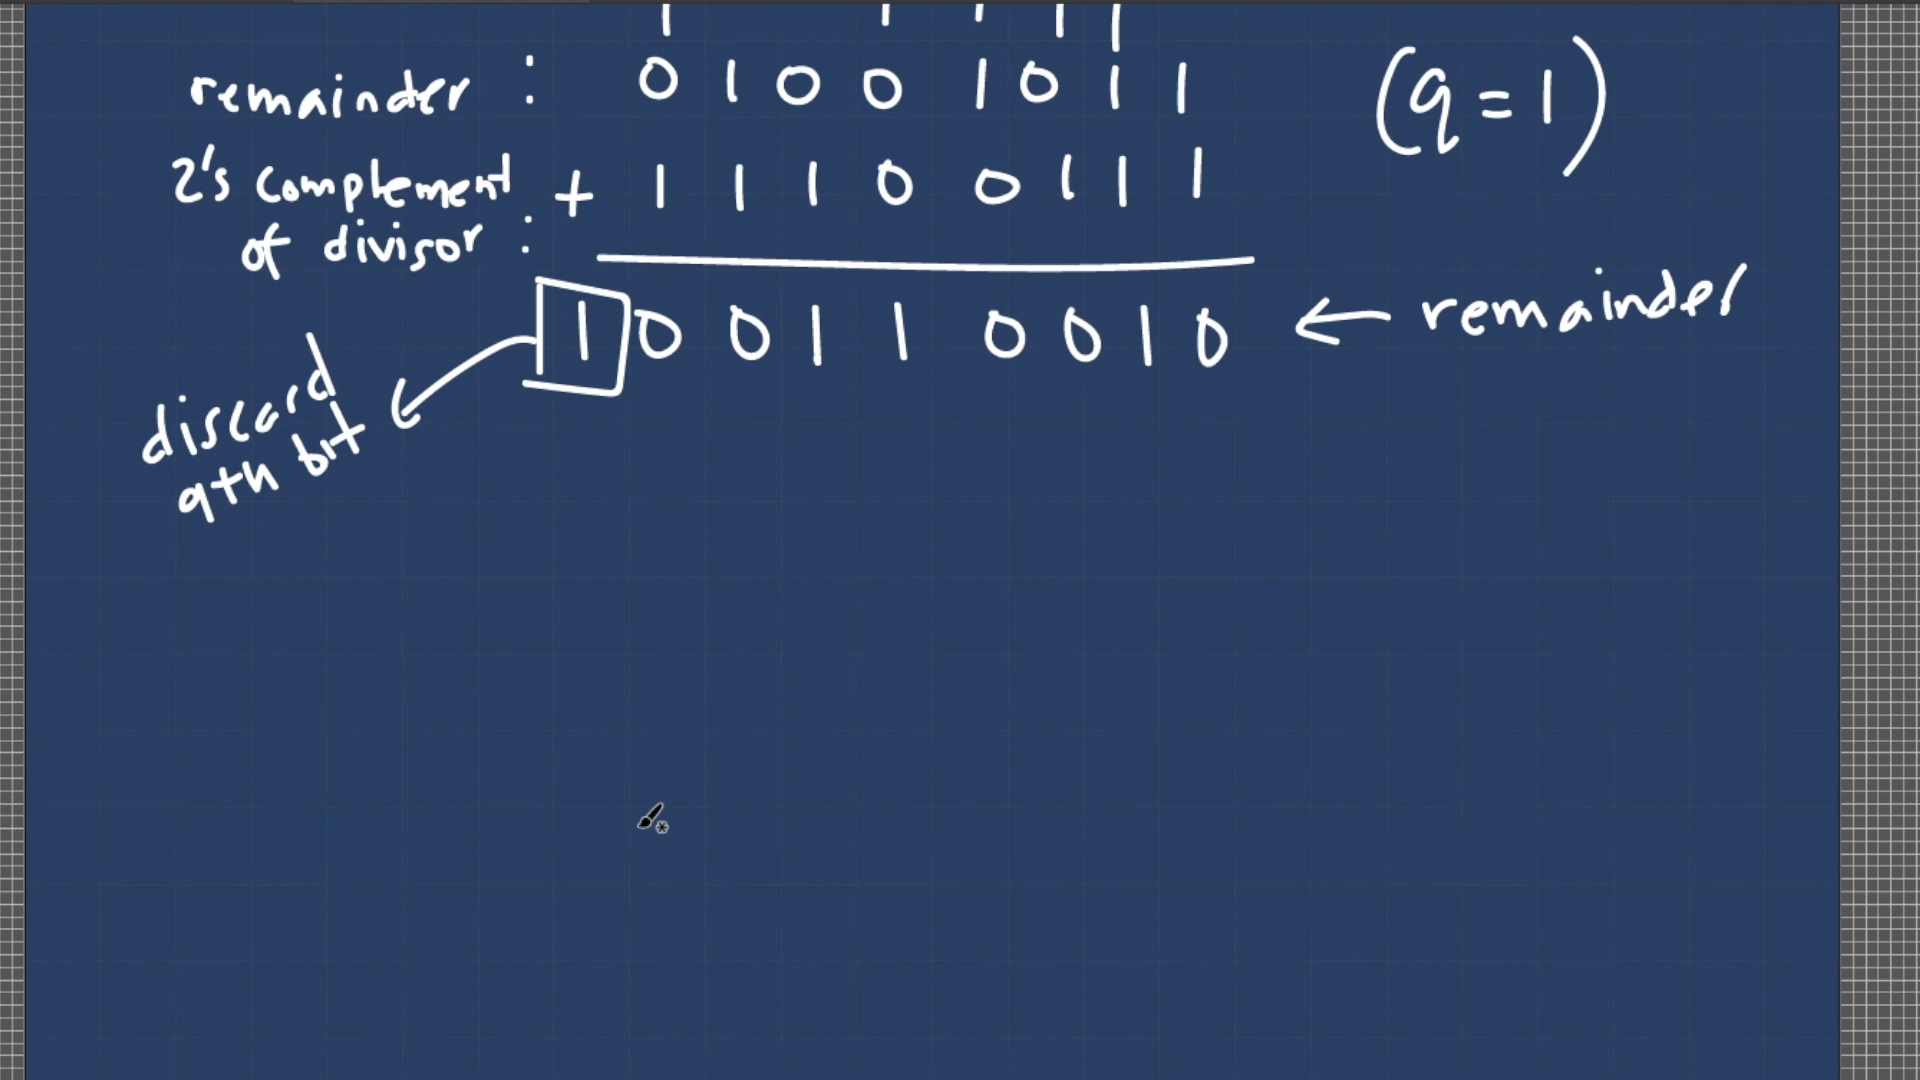 remainder : 0 1 0 0 1 0 1 1 (q = 1)
2's complement of divisor : + 1 1 1 0 0 1 1 1
1 0 0 1 1 0 0 1 0 ← remainder
discard
9th bit